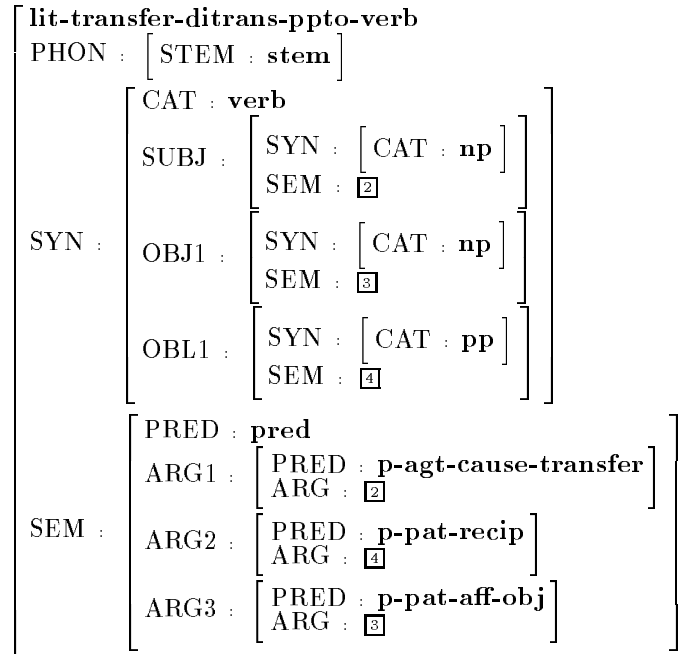 lit-transfer-ditrans-ppto-verb
PHON : [ STEM : stem ]
CAT : verb
SUBJ : [ SYN : [ CAT : np ]
SEM : 2 ]
SYN : OBJ1 : [ SYN : [ CAT : np ]
SEM : 3 ]
OBL1 : [ SYN : [ CAT : pp ]
SEM : 4 ]
PRED : pred
ARG1 : [ PRED : p-agt-cause-transfer
ARG : 2 ]
SEM : ARG2 : [ PRED : p-pat-recip
ARG : 4 ]
ARG3 : [ PRED : p-pat-aff-obj
ARG : 3 ]